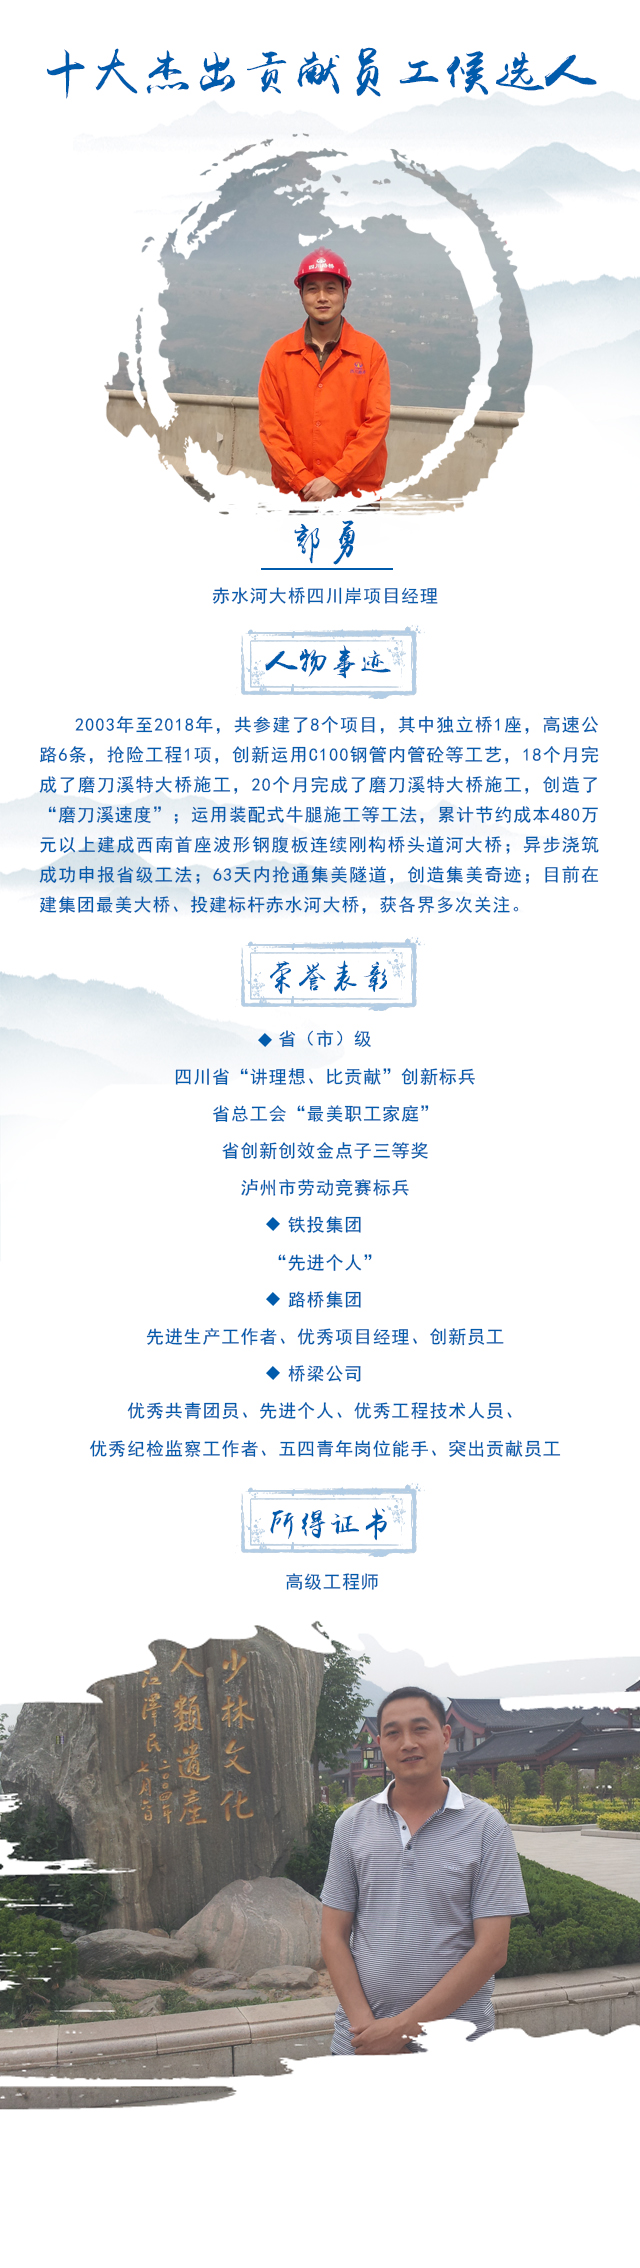 十大杰出贡献员工候选人
郭勇
赤水河大桥四川岸项目经理
人物事迹
2003年至2018年，共参建了8个项目，其中独立桥1座，高速公
路6条，抢险工程1项，创新运用C100钢管内管砼等工艺，18个月完
成了磨刀溪特大桥施工，20个月完成了磨刀溪特大桥施工，创造了
“磨刀溪速度”；运用装配式牛腿施工等工法，累计节约成本480万
元以上建成西南首座波形钢腹板连续刚构桥头道河大桥；异步浇筑
成功申报省级工法；63天内抢通集美隧道，创造集美奇迹；目前在
建集团最美大桥、投建标杆赤水河大桥，获各界多次关注。
荣誉表彰
◆ 省（市）级
四川省“讲理想、比贡献”创新标兵
省总工会“最美职工家庭”
省创新创效金点子三等奖
泸州市劳动竞赛标兵
◆ 铁投集团
“先进个人”
◆ 路桥集团
先进生产工作者、优秀项目经理、创新员工
◆ 桥梁公司
优秀共青团员、先进个人、优秀工程技术人员、
优秀纪检监察工作者、五四青年岗位能手、突出贡献员工
所得证书
高级工程师
少林文化
人類遺產
江澤民
二〇〇四年
七月六日